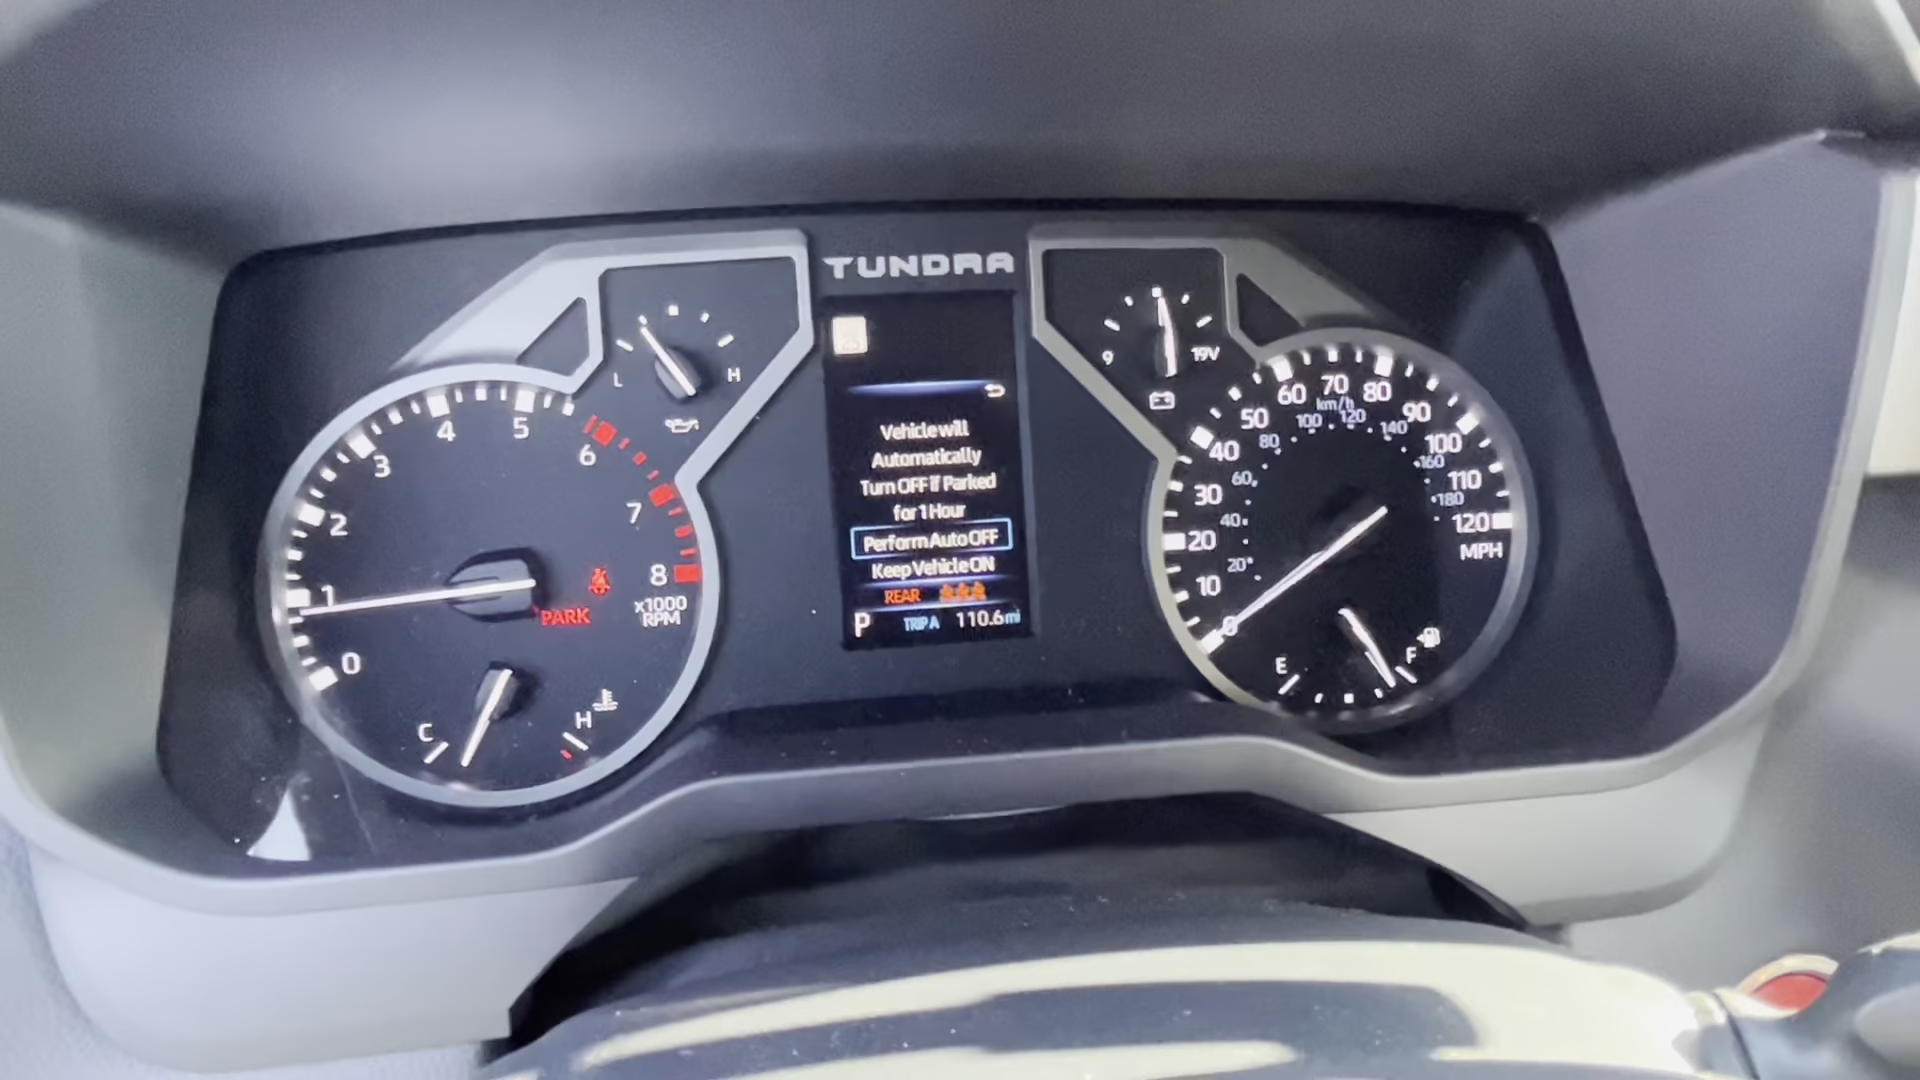 TUNDRA
L
H
9
19V
0
1
2
3
4
5
6
7
8
x1000
RPM
PARK
C
H
Vehicle will
Automatically
Turn OFF if Parked
for 1 Hour
Perform Auto OFF
Keep Vehicle ON
REAR
P TRIP A 110.6 mi
0
10
20
30
40
50
60
70
80
90
100
110
120
MPH
km/h
20
40
60
80
100
120
140
160
180
E
F